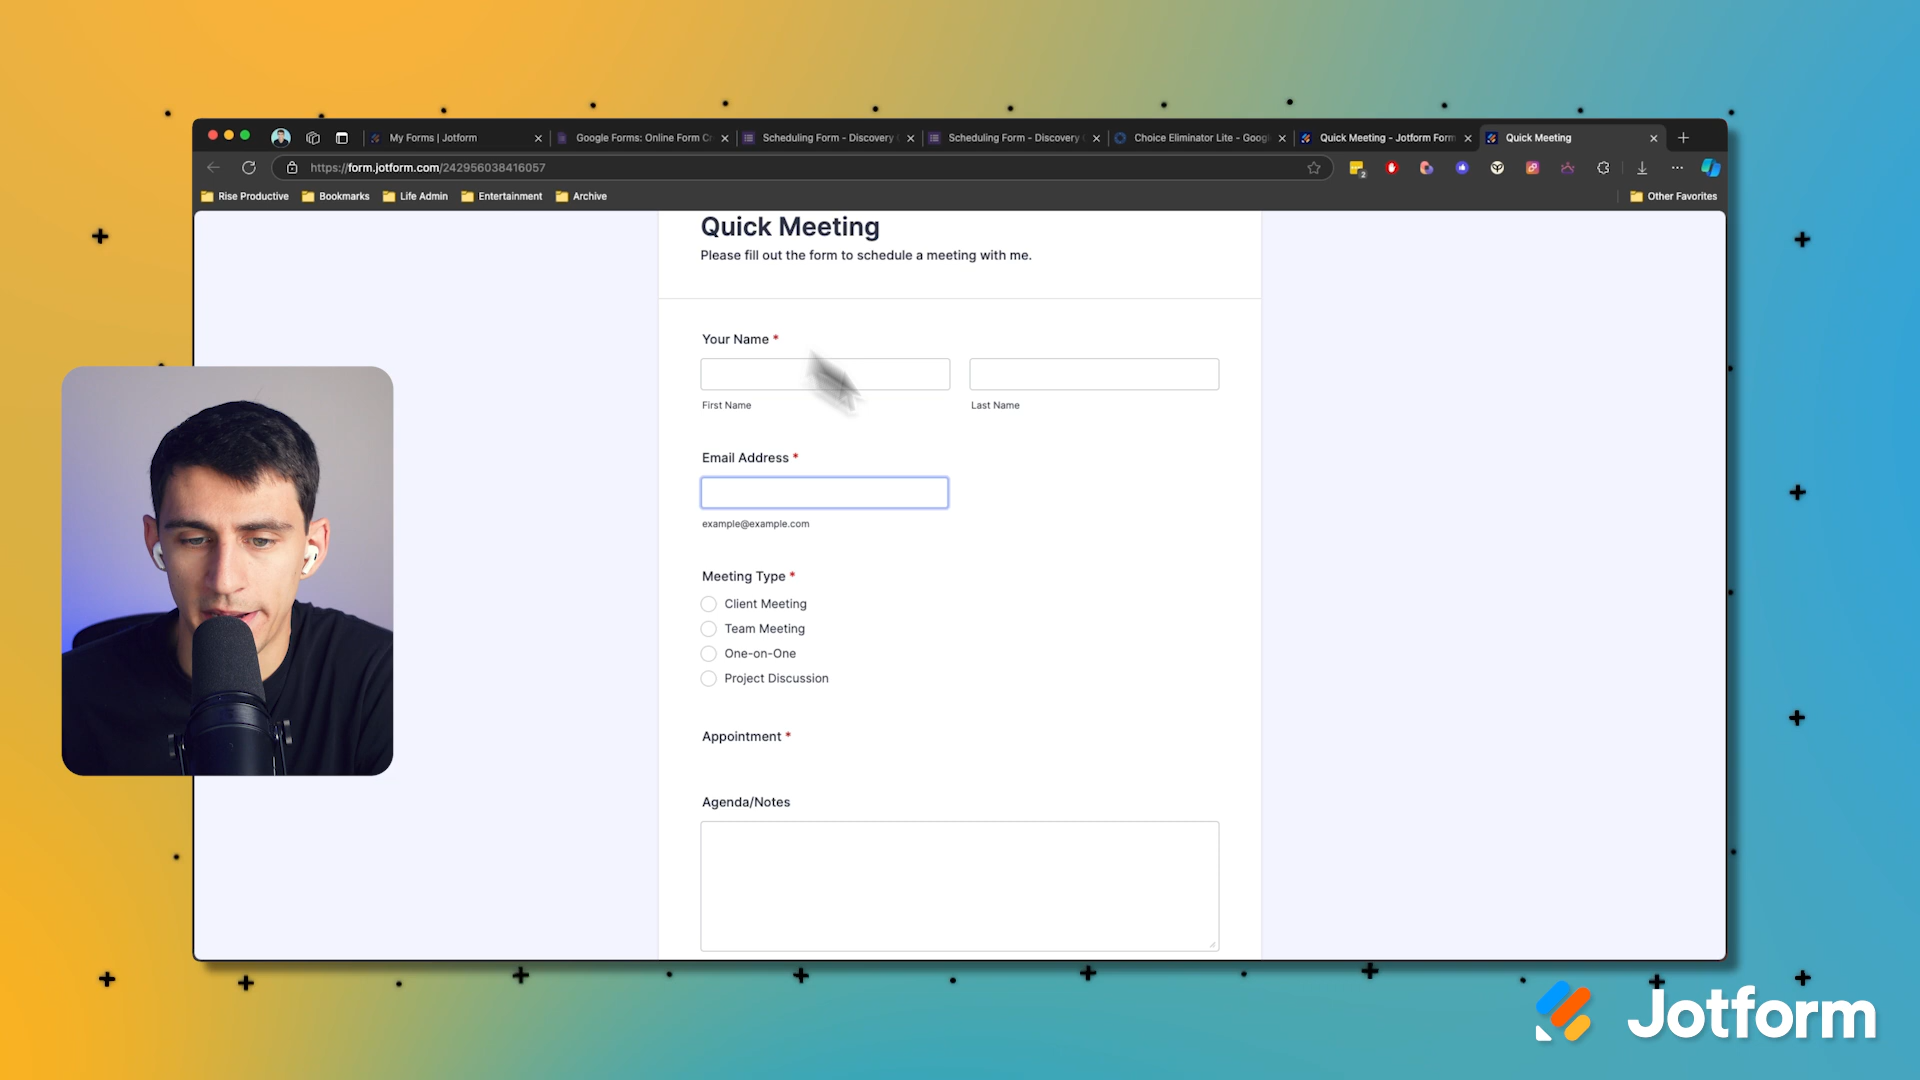 My Forms | Jotform
Google Forms: Online Form Cr
Scheduling Form - Discovery
Scheduling Form - Discovery
Choice Eliminator Lite - Goog
Quick Meeting - Jotform Form
Quick Meeting
https://form.jotform.com/242956038416057
2
Rise Productive
Bookmarks
Life Admin
Entertainment
Archive
Other Favorites
Quick Meeting
Please fill out the form to schedule a meeting with me.
Your Name *
First Name
Last Name
Email Address *
example@example.com
Meeting Type *
Client Meeting
Team Meeting
One-on-One
Project Discussion
Appointment *
Agenda/Notes
Jotform